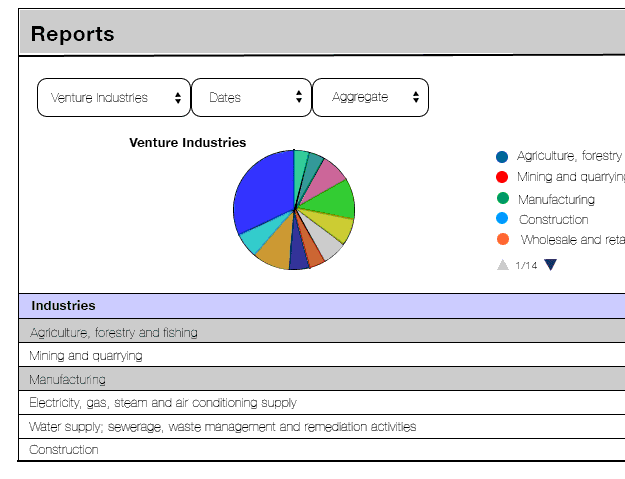 Reports
Venture Industries
Dates
Aggregate
Venture Industries
Agriculture, forestry
Mining and quarrying
Manufacturing
Construction
Wholesale and reta
1/14
Industries
Agriculture, forestry and fishing
Mining and quarrying
Manufacturing
Electricity, gas, steam and air conditioning supply
Water supply; sewerage, waste management and remediation activities
Construction